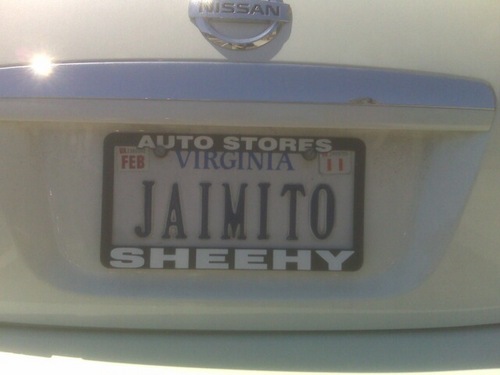 NISSAN
AUTO STORES
FEB VIRGINIA 11
JAIMITO
SHEEHY